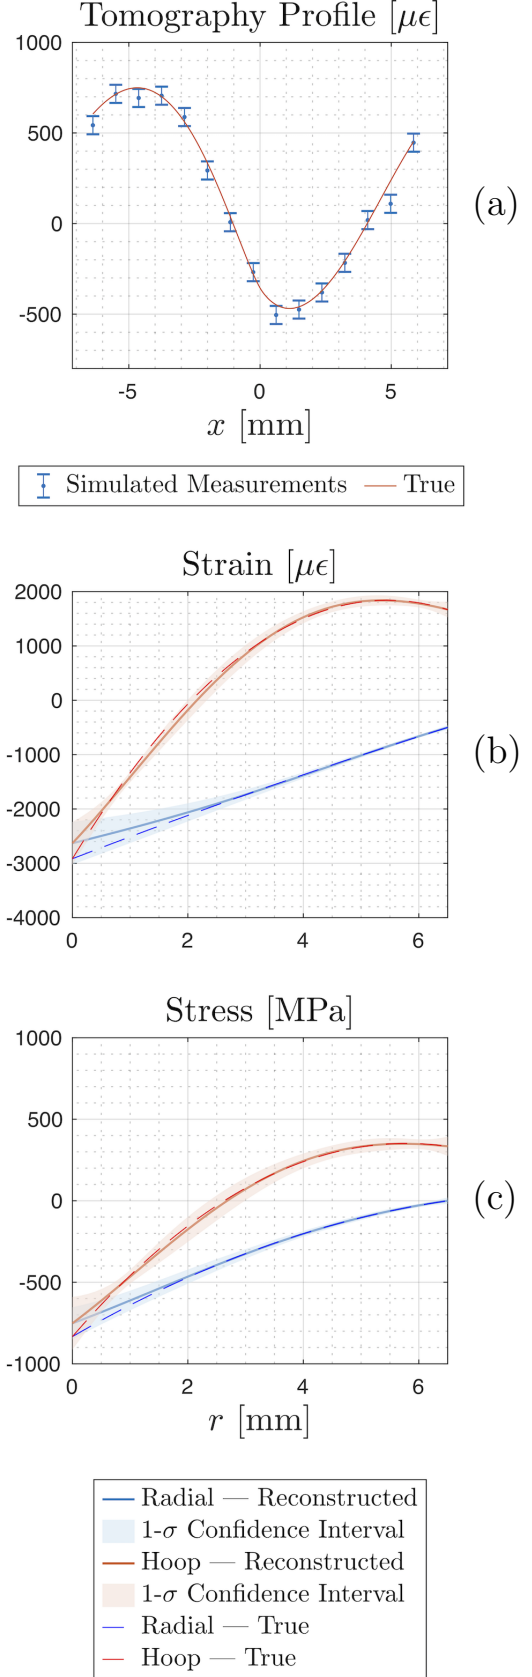 Tomography Profile [με]
1000
500
0
-500
-5 0 5
x [mm]
(a)
Simulated Measurements True
Strain [με]
2000
1000
0
-1000
-2000
-3000
-4000
0 2 4 6
(b)
Stress [MPa]
1000
500
0
-500
-1000
0 2 4 6
r [mm]
(c)
Radial — Reconstructed
1-σ Confidence Interval
Hoop — Reconstructed
1-σ Confidence Interval
Radial — True
Hoop — True